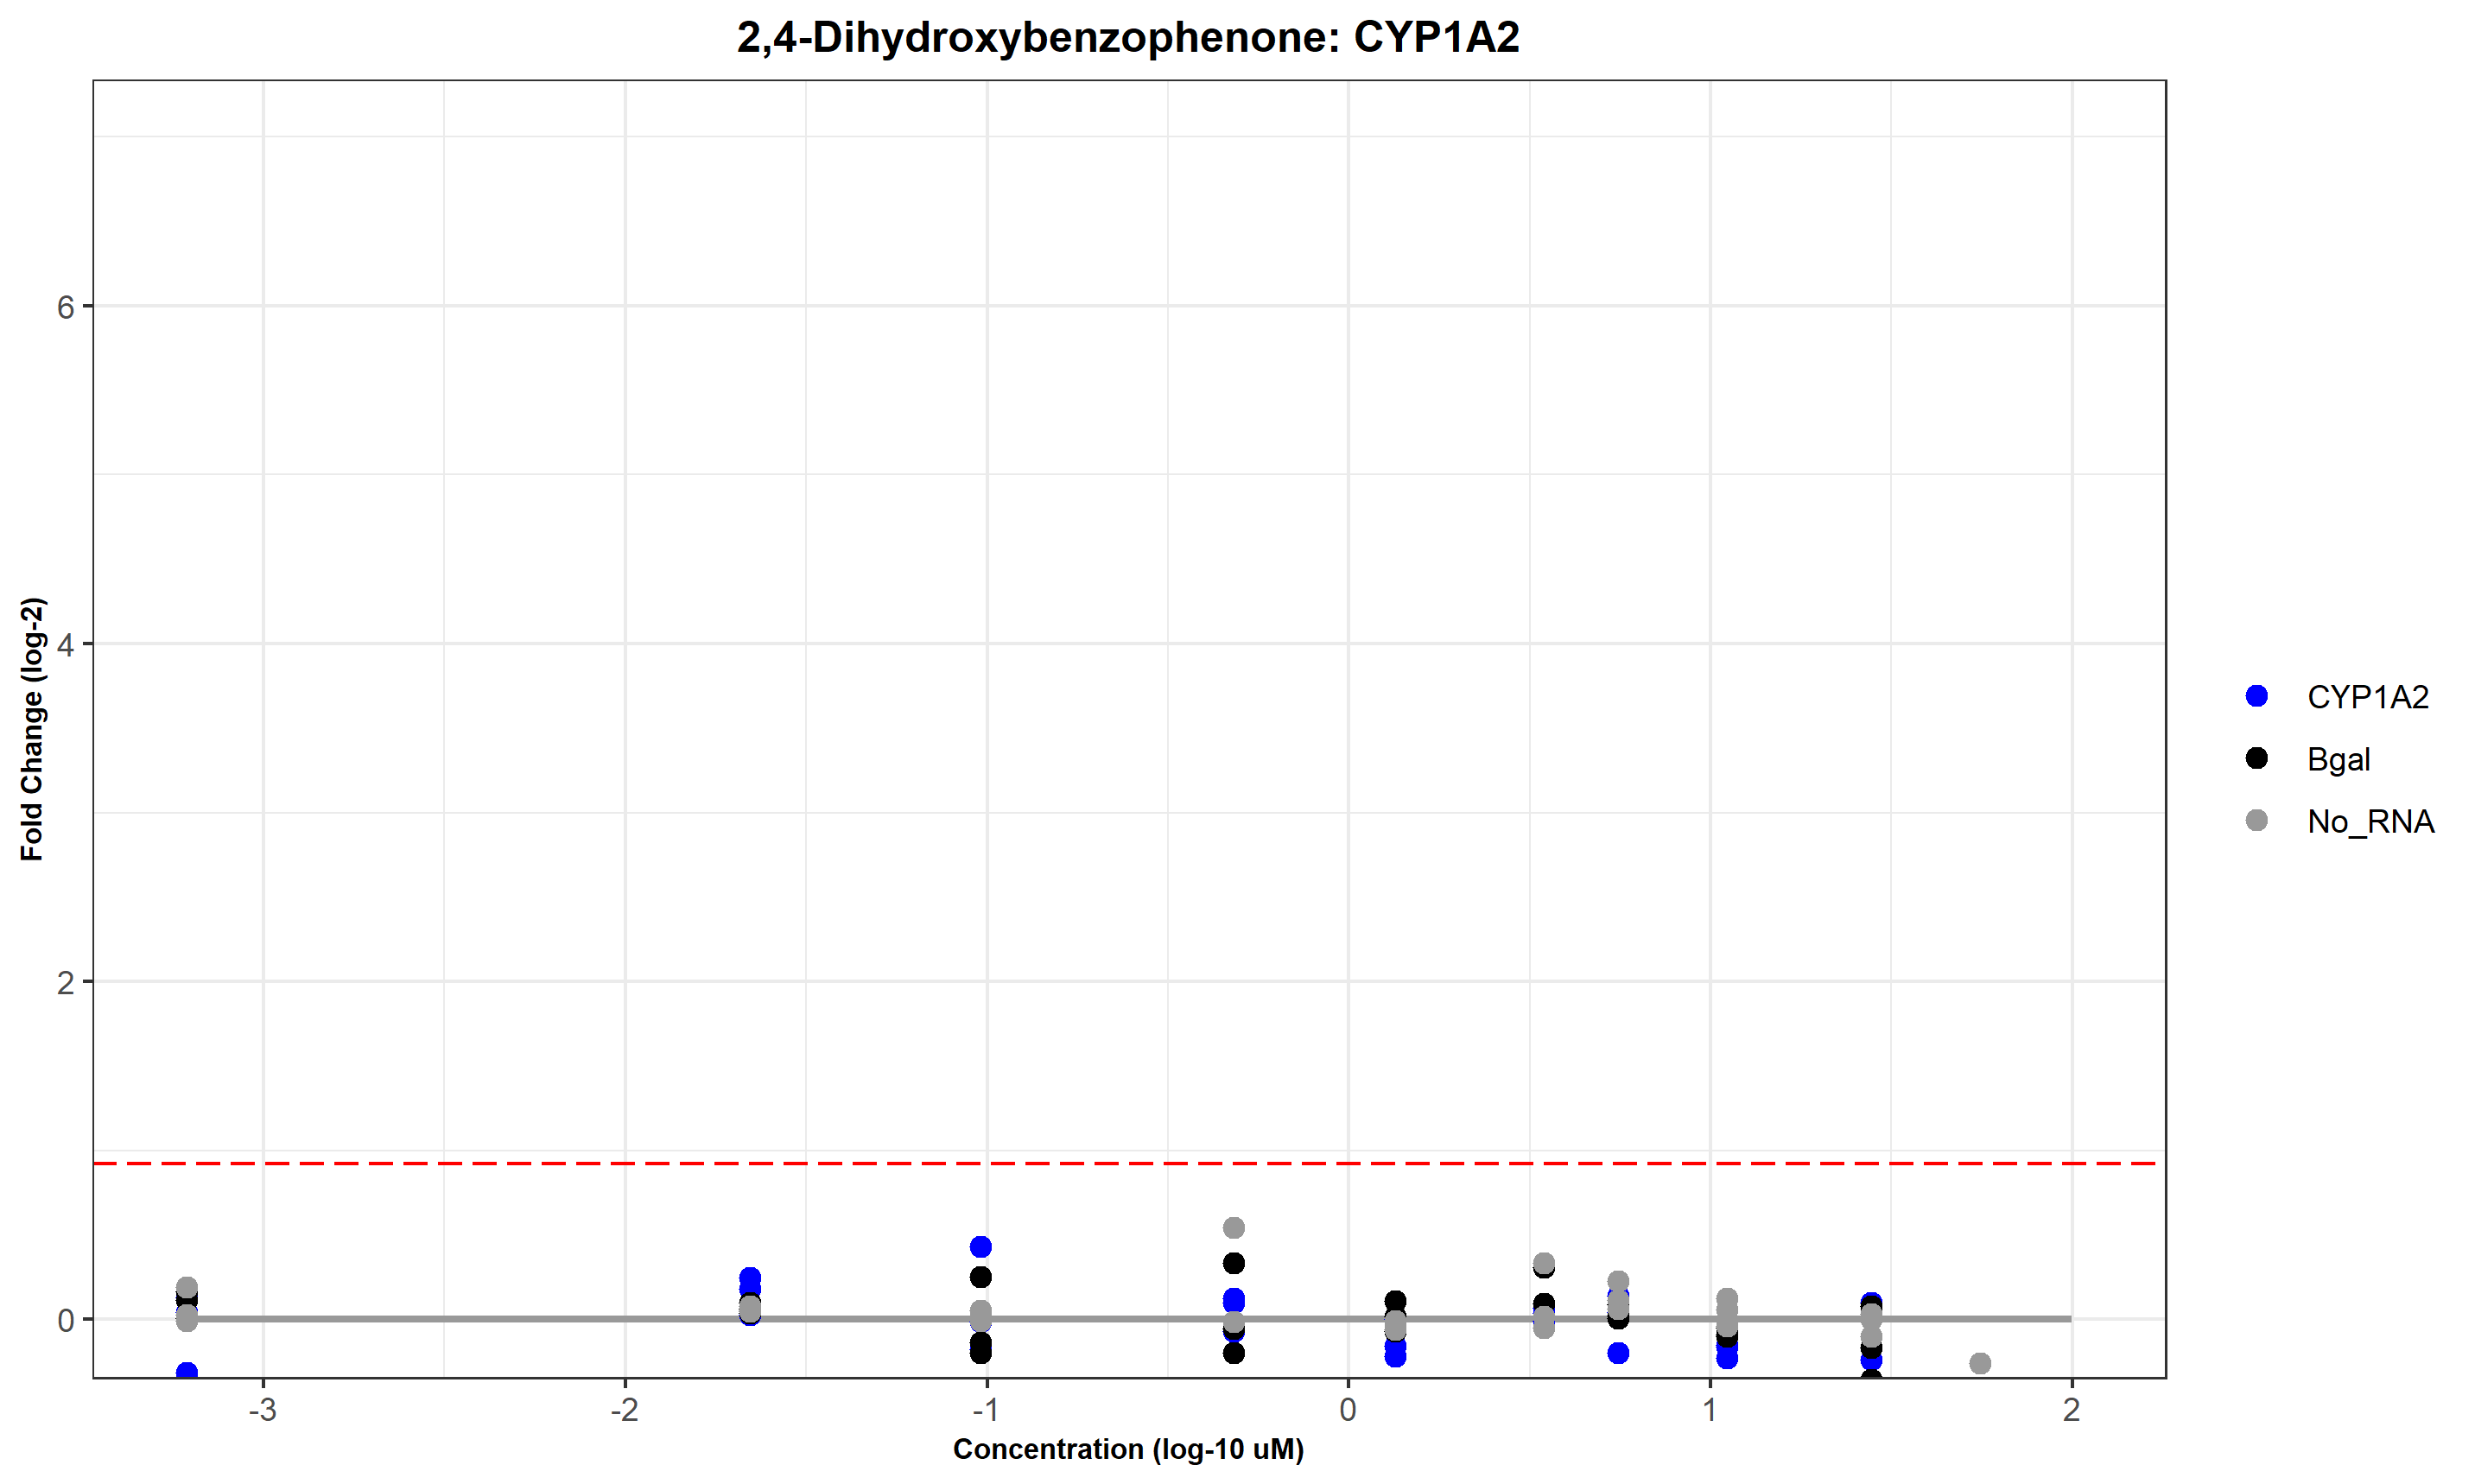 2,4-Dihydroxybenzophenone: CYP1A2
Fold Change (log-2)
6
4
2
0
-3
-2
-1
0
1
2
Concentration (log-10 uM)
CYP1A2
Bgal
No_RNA